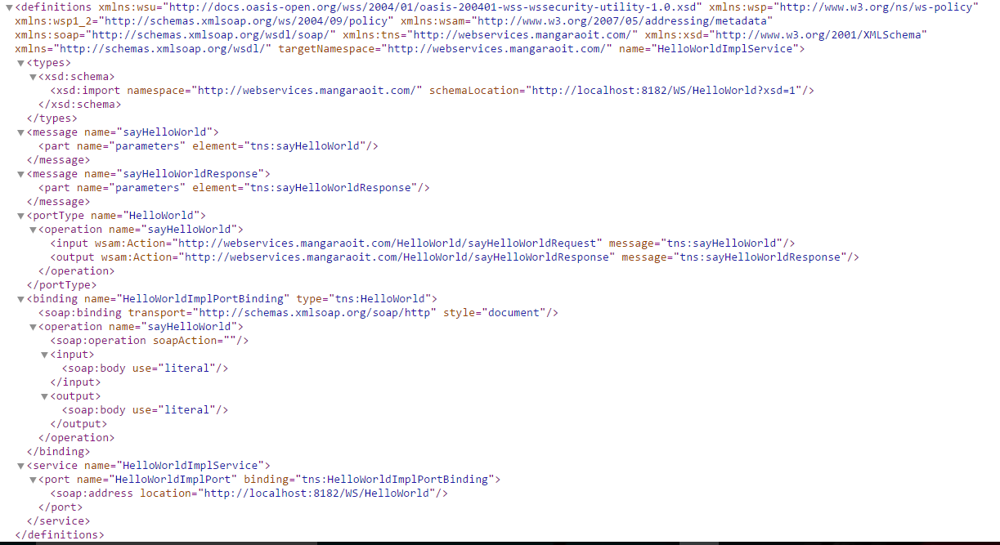 <definitions xmlns:wsu="http://docs.oasis-open.org/wss/2004/01/oasis-200401-wss-wssecurity-utility-1.0.xsd" xmlns:wsp="http://www.w3.org/ns/ws-policy"
xmlns:wsp1_2="http://schemas.xmlsoap.org/ws/2004/09/policy" xmlns:wsam="http://www.w3.org/2007/05/addressing/metadata"
xmlns:soap="http://schemas.xmlsoap.org/wsdl/soap/" xmlns:tns="http://webservices.mangaraoit.com/" xmlns:xsd="http://www.w3.org/2001/XMLSchema"
xmlns="http://schemas.xmlsoap.org/wsdl/" targetNamespace="http://webservices.mangaraoit.com/" name="HelloWorldImplService">
<types>
<xsd:schema>
<xsd:import namespace="http://webservices.mangaraoit.com/" schemaLocation="http://localhost:8182/WS/HelloWorld?xsd=1"/>
</xsd:schema>
</types>
<message name="sayHelloWorld">
<part name="parameters" element="tns:sayHelloWorld"/>
</message>
<message name="sayHelloWorldResponse">
<part name="parameters" element="tns:sayHelloWorldResponse"/>
</message>
<portType name="HelloWorld">
<operation name="sayHelloWorld">
<input wsam:Action="http://webservices.mangaraoit.com/HelloWorld/sayHelloWorldRequest" message="tns:sayHelloWorld"/>
<output wsam:Action="http://webservices.mangaraoit.com/HelloWorld/sayHelloWorldResponse" message="tns:sayHelloWorldResponse"/>
</operation>
</portType>
<binding name="HelloWorldImplPortBinding" type="tns:HelloWorld">
<soap:binding transport="http://schemas.xmlsoap.org/soap/http" style="document"/>
<operation name="sayHelloWorld">
<soap:operation soapAction=""/>
<input>
<soap:body use="literal"/>
</input>
<output>
<soap:body use="literal"/>
</output>
</operation>
</binding>
<service name="HelloWorldImplService">
<port name="HelloWorldImplPort" binding="tns:HelloWorldImplPortBinding">
<soap:address location="http://localhost:8182/WS/HelloWorld"/>
</port>
</service>
</definitions>